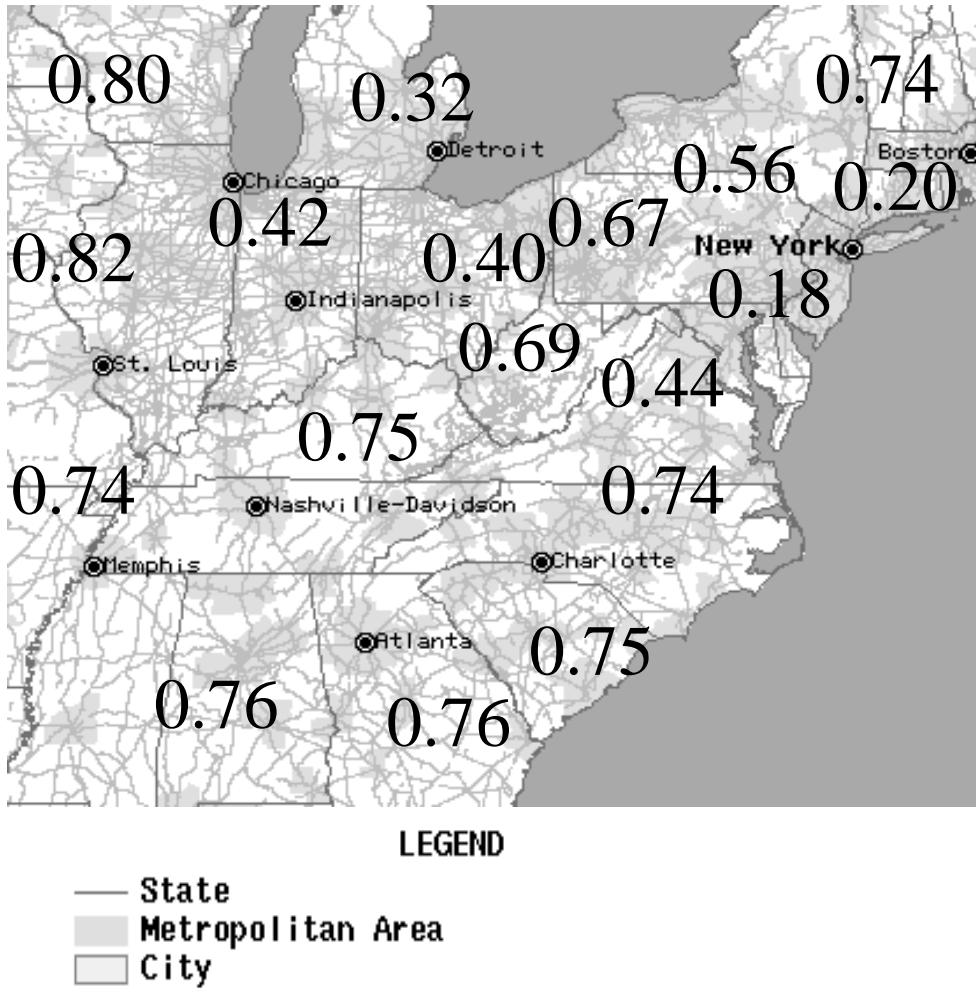 0.80
0.32
0.74
Detroit
Boston
Chicago
0.56
0.20
0.42
0.67
0.82
0.40
New York
Indianapolis
0.18
0.69
St. Louis
0.44
0.75
0.74
0.74
Nashville-Davidson
Memphis
Charlotte
Atlanta
0.75
0.76
0.76
LEGEND
State
Metropolitan Area
City